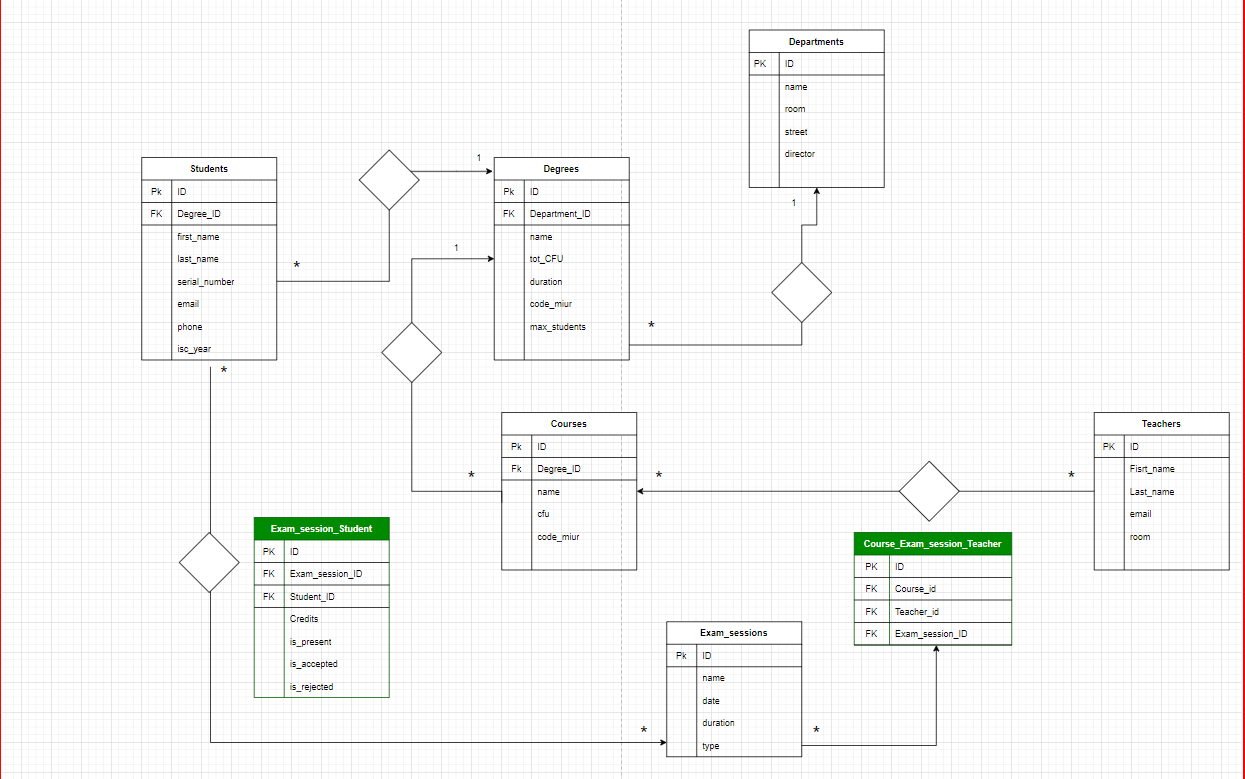 Departments
PK ID
name
room
street
director
1
Students
Pk ID
FK Degree_ID
first_name
last_name
serial_number
email
phone
isc_year
*
*
1
Degrees
Pk ID
FK Department_ID
name
tot_CFU
duration
code_miur
max_students
*
1
Courses
Pk ID
Fk Degree_ID
name
cfu
code_miur
*
*
Teachers
PK ID
Fisrt_name
Last_name
email
room
*
Exam_session_Student
PK ID
FK Exam_session_ID
FK Student_ID
Credits
is_present
is_accepted
is_rejected
Course_Exam_session_Teacher
PK ID
FK Course_id
FK Teacher_id
FK Exam_session_ID
Exam_sessions
Pk ID
name
date
duration
type
*
*